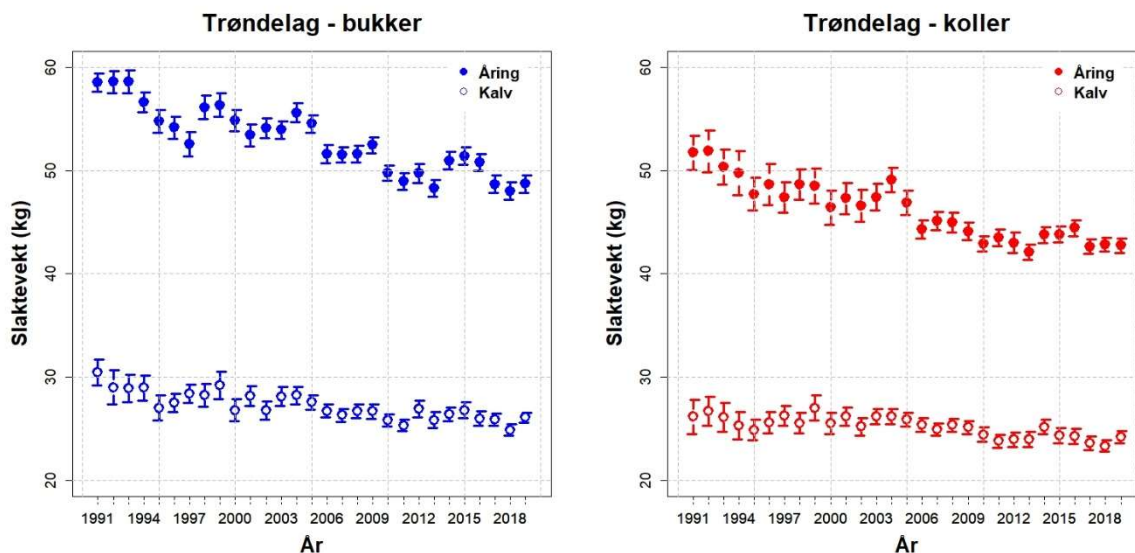 Trøndelag - bukker
Slaktevekt (kg)
60
50
40
30
20
Åring
Kalv
1991 1994 1997 2000 2003 2006 2009 2012 2015 2018
År
Trøndelag - koller
Slaktevekt (kg)
60
50
40
30
20
Åring
Kalv
1991 1994 1997 2000 2003 2006 2009 2012 2015 2018
År